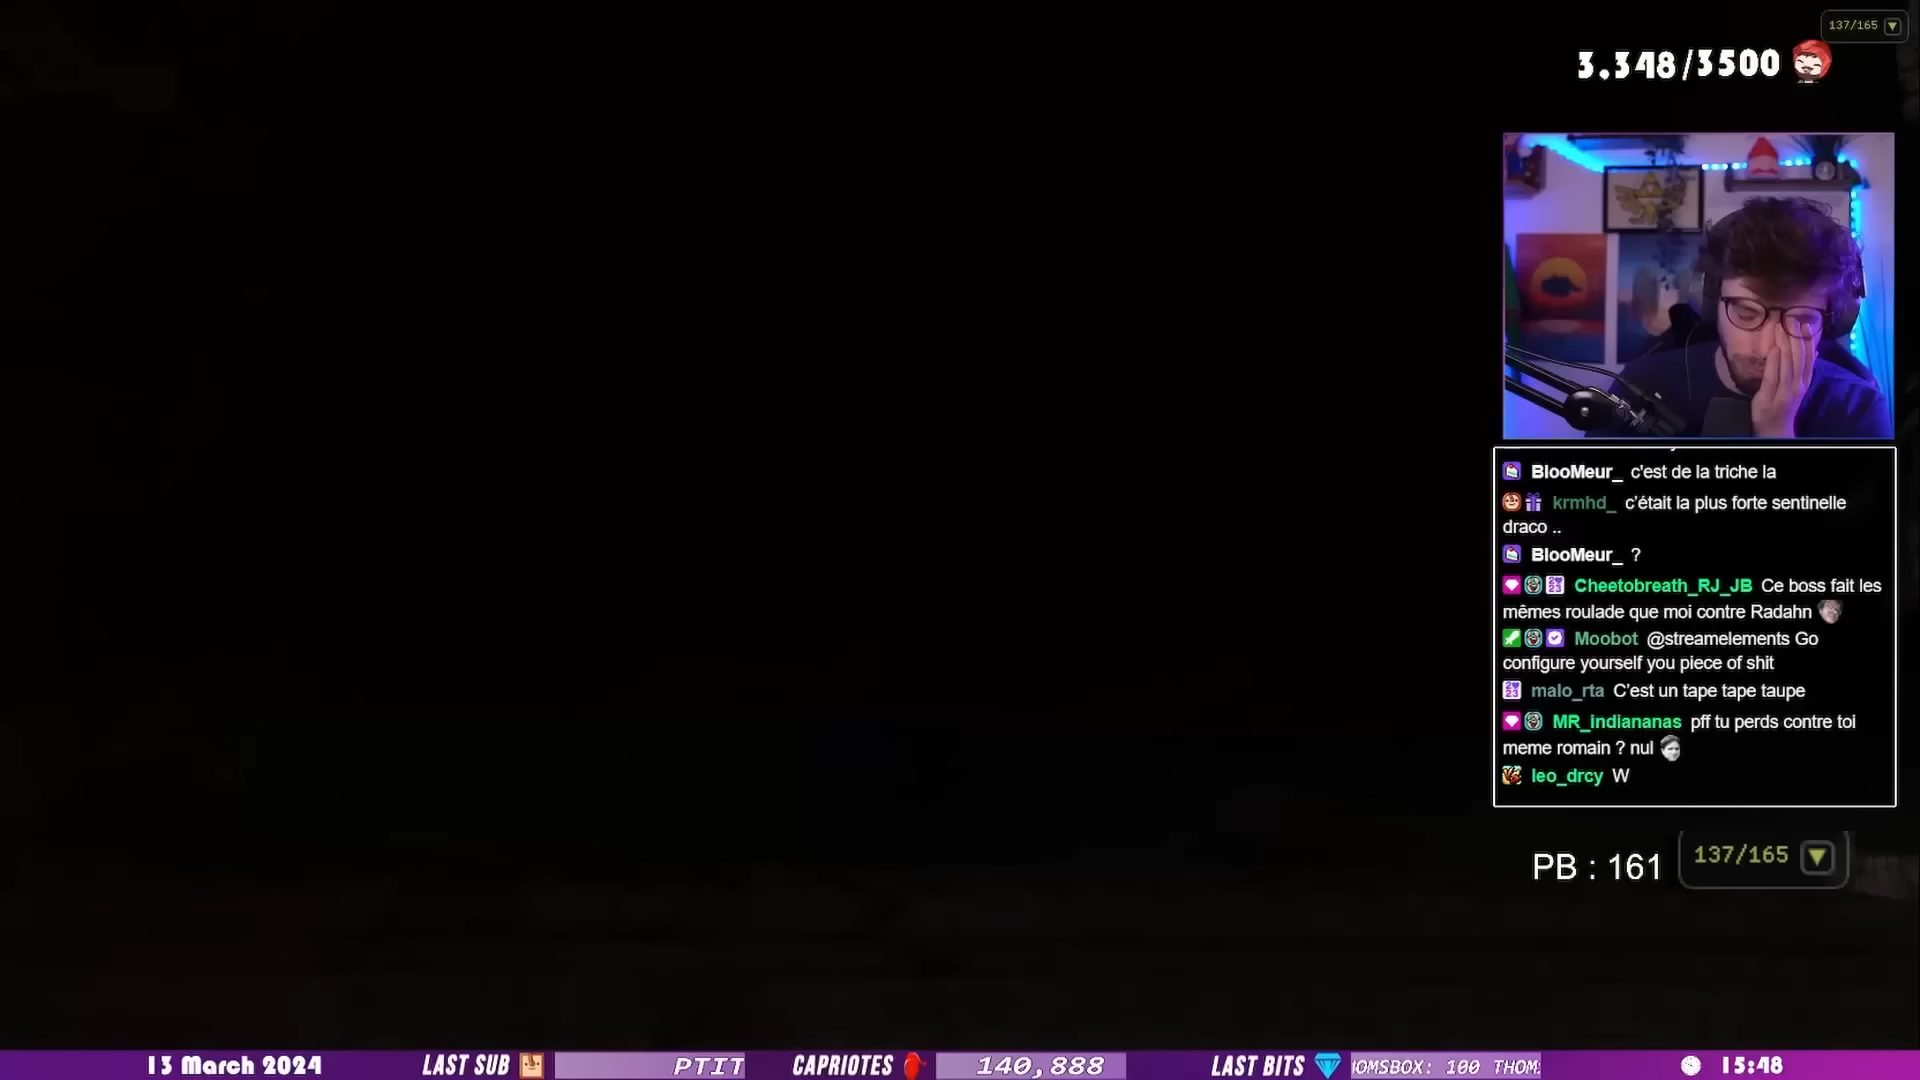 137/165
3.348/3500
BlooMeur_ c'est de la triche la
krmhd_ c'était la plus forte sentinelle
draco ..
BlooMeur_ ?
Cheetobreath_RJ_JB Ce boss fait les
mêmes roulade que moi contre Radahn
Moobot @streamelements Go
configure yourself you piece of shit
malo_rta C'est un tape tape taupe
MR_indiananas pff tu perds contre toi
meme romain ? nul
leo_drcy W
PB : 161 137/165
13 March 2024 LAST SUB PTIT CAPRIOTES 140,888 LAST BITS OMSBOX: 100 THOM 15:48